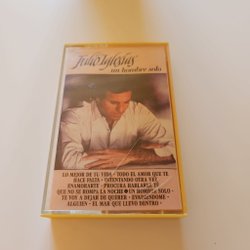 Julio Iglesias
un hombre solo
LO MEJOR DE TU VIDA · TODO EL AMOR QUE TE
HACE FALTA · INTENTANDO OTRA VEZ
ENAMORARTE · PROCURA HABLARLE
QUE NO SE ROMPA LA NOCHE · UN HOMBRE SOLO ·
TE VOY A DEJAR DE QUERER · EVADIÉNDOME ·
ALGUIEN · EL MAR QUE LLEVO DENTRO